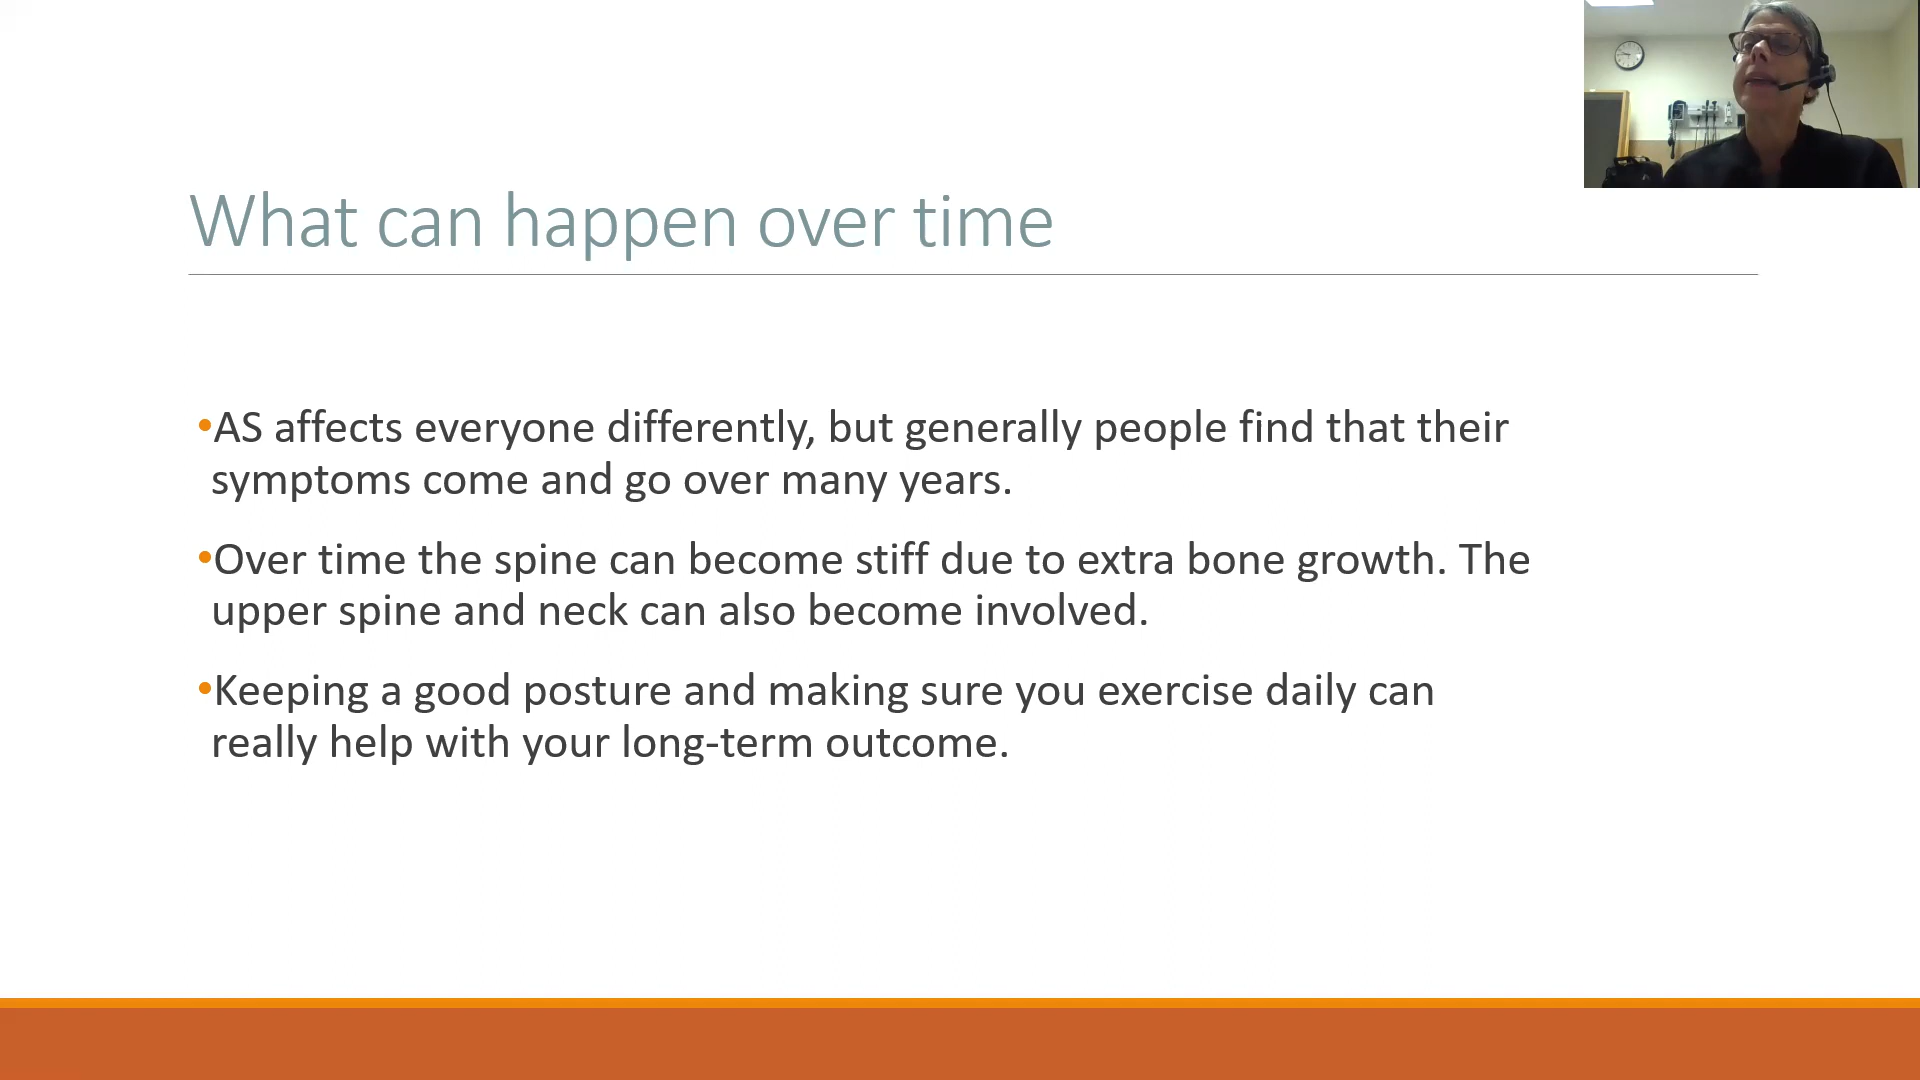 What can happen over time
•AS affects everyone differently, but generally people find that their
symptoms come and go over many years.
•Over time the spine can become stiff due to extra bone growth. The
upper spine and neck can also become involved.
•Keeping a good posture and making sure you exercise daily can
really help with your long-term outcome.